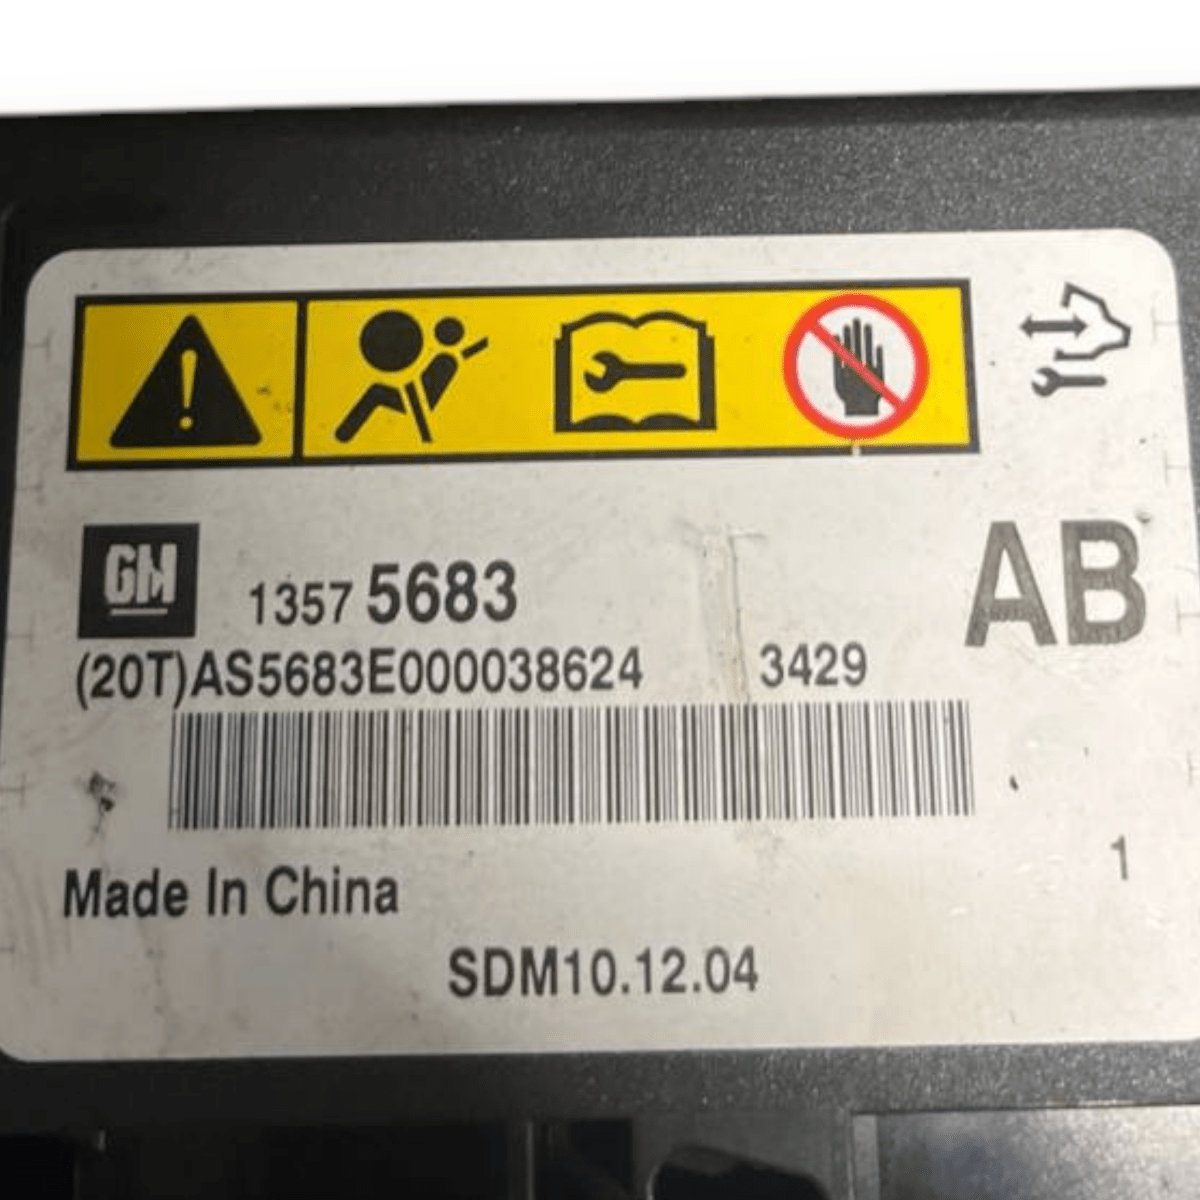 GM
1357 5683
AB
(20T)AS5683E000038624 3429
1
Made In China
SDM10.12.04